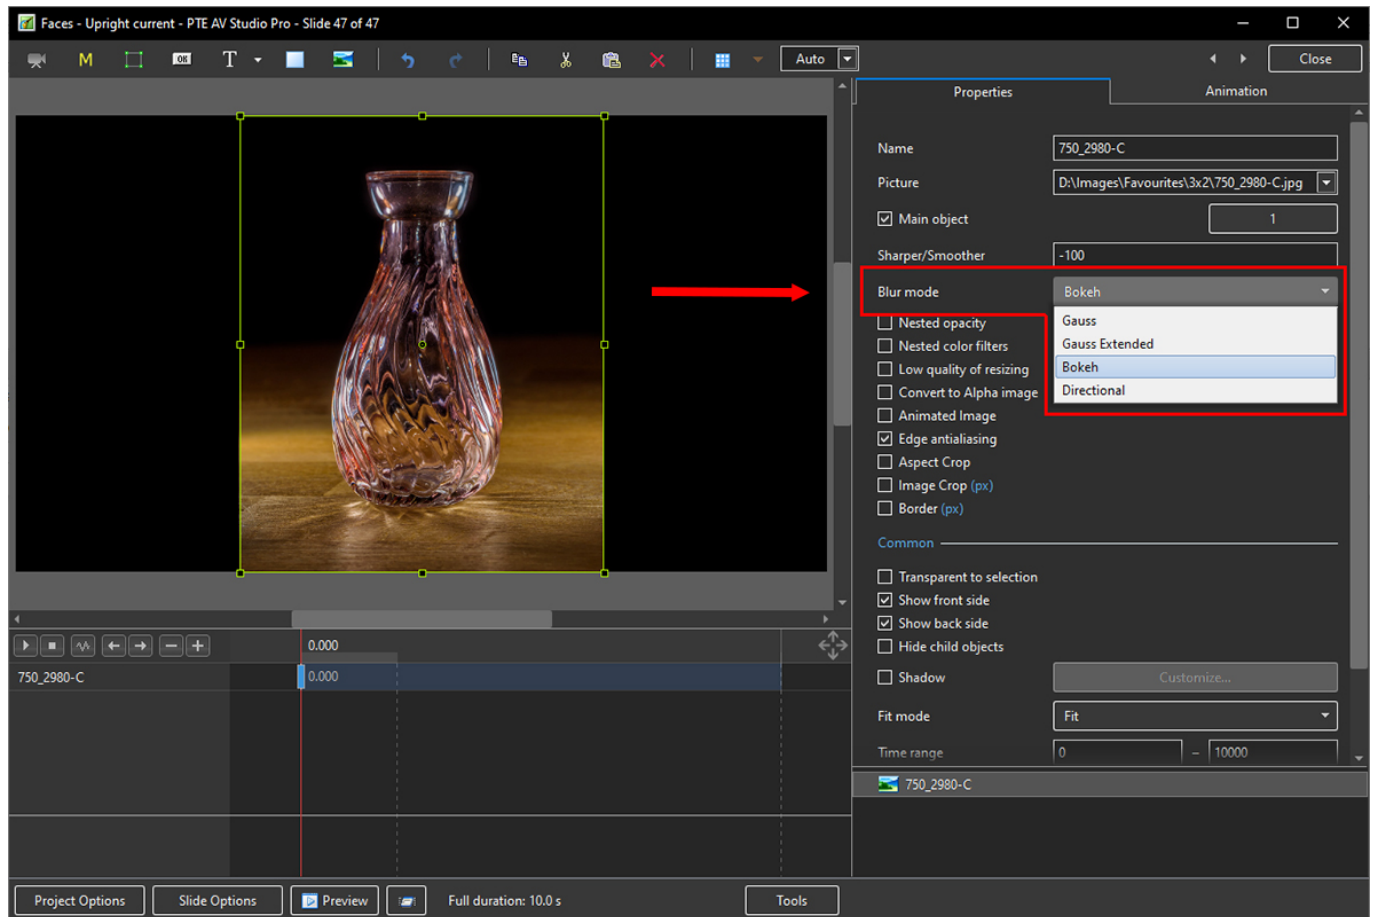 Faces - Upright current - PTE AV Studio Pro - Slide 47 of 47
M OK T Auto Close
Properties Animation
Name 750_2980-C
Picture D:\Images\Favourites\3x2\750_2980-C.jpg
Main object 1
Sharper/Smoother -100
Blur mode Bokeh
Gauss
Nested opacity
Gauss Extended
Nested color filters
Bokeh
Low quality of resizing
Directional
Convert to Alpha image
Animated Image
Edge antialiasing
Aspect Crop
Image Crop (px)
Border (px)
Common
Transparent to selection
Show front side
Show back side
Hide child objects
Shadow Customize...
Fit mode Fit
Time range 0 – 10000
750_2980-C
0.000
750_2980-C 0.000
Project Options Slide Options Preview Full duration: 10.0 s Tools